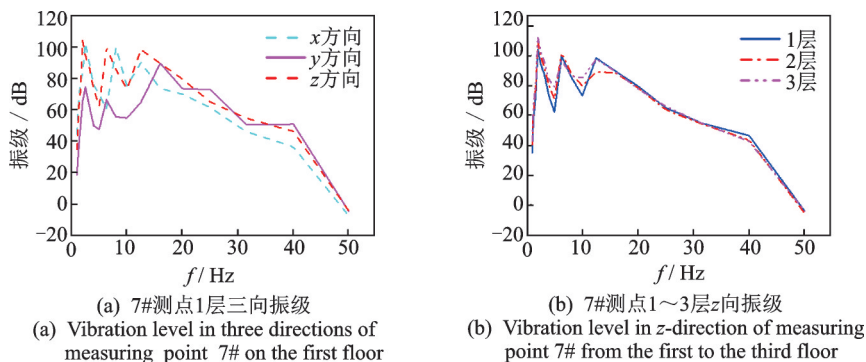 120
100
80
60
40
20
0
−20
振级 / dB
x方向
y方向
z方向
0
10
20
30
40
50
f / Hz
(a) 7#测点1层三向振级
(a) Vibration level in three directions of
measuring point 7# on the first floor
120
100
80
60
40
20
0
−20
振级 / dB
1层
2层
3层
0
10
20
30
40
50
f / Hz
(b) 7#测点1～3层z向振级
(b) Vibration level in z-direction of measuring
point 7# from the first to the third floor